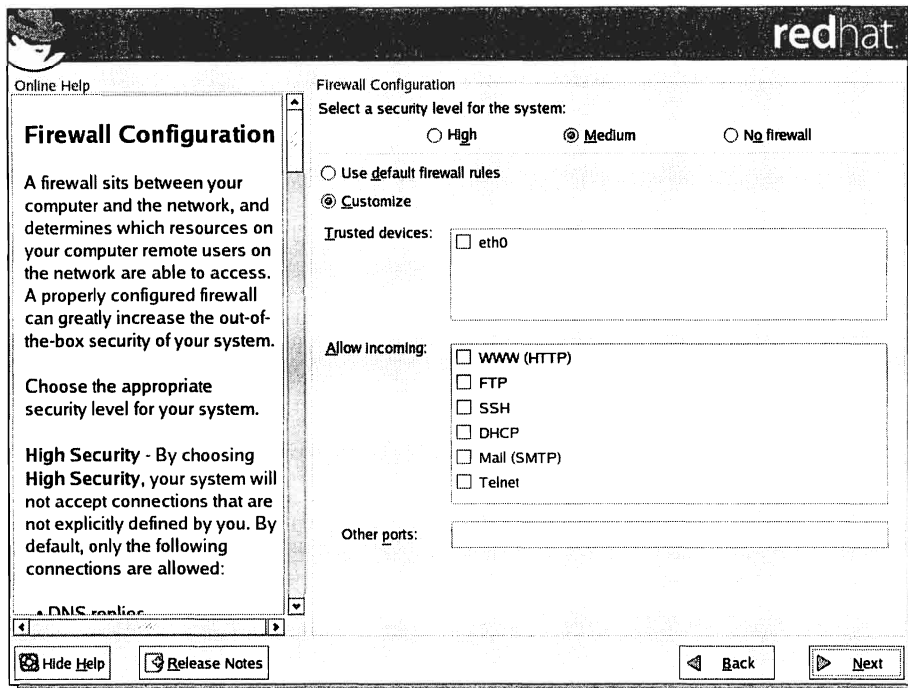 redhat
Online Help
Firewall Configuration
A firewall sits between your
computer and the network, and
determines which resources on
your computer remote users on
the network are able to access.
A properly configured firewall
can greatly increase the out-of-
the-box security of your system.
Choose the appropriate
security level for your system.
High Security - By choosing
High Security, your system will
not accept connections that are
not explicitly defined by you. By
default, only the following
connections are allowed:
• DNS replies
Firewall Configuration
Select a security level for the system:
High Medium No firewall
Use default firewall rules
Customize
Trusted devices: eth0
Allow incoming: WWW (HTTP)
FTP
SSH
DHCP
Mail (SMTP)
Telnet
Other ports:
Hide Help Release Notes Back Next